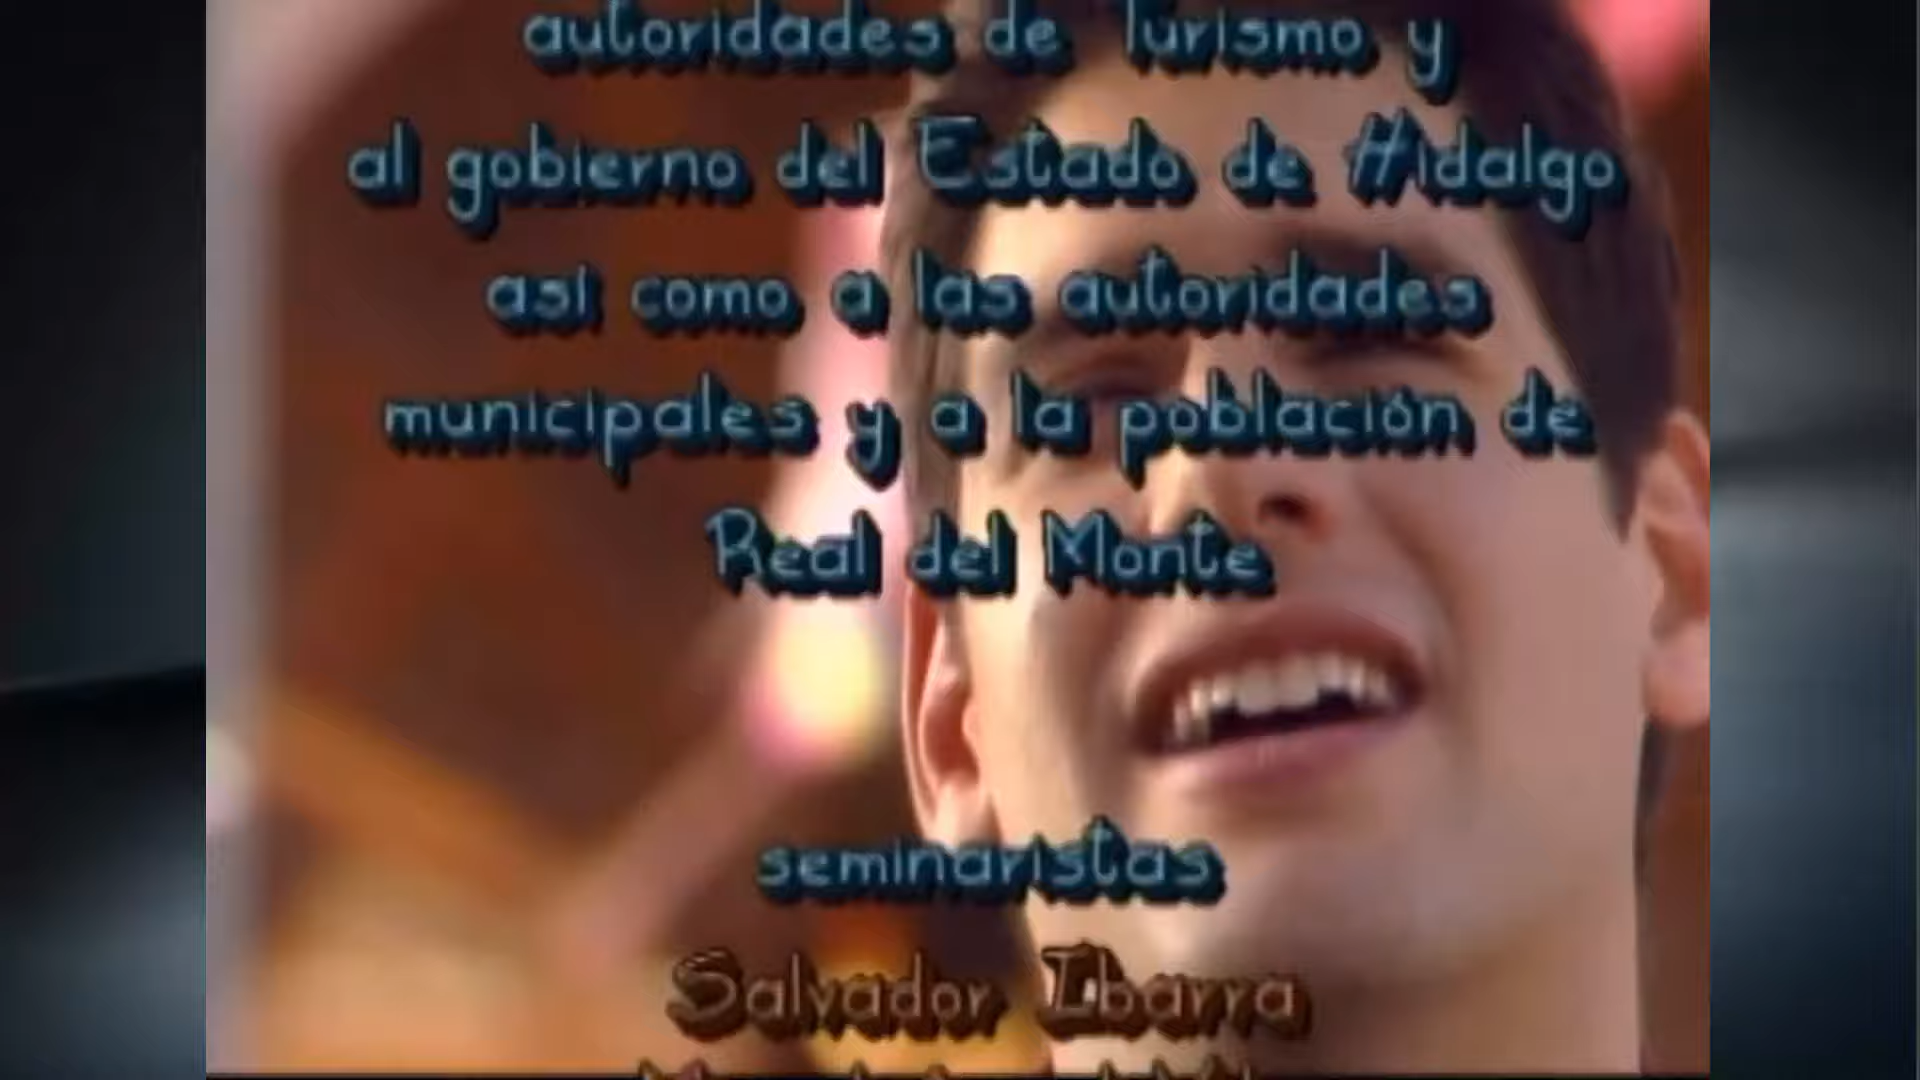 autoridades de Turismo y
al gobierno del Estado de Hidalgo
así como a las autoridades
municipales y a la población de
Real del Monte
seminaristas
Salvador Ibarra